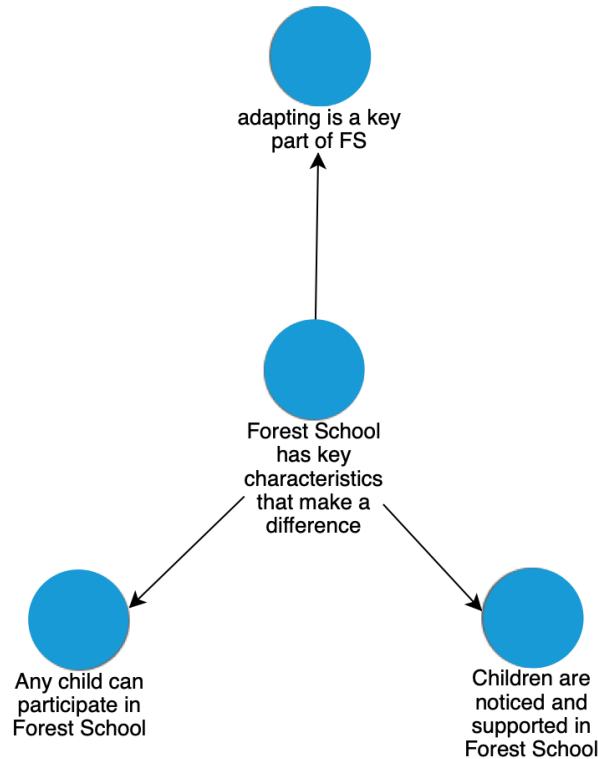 adapting is a key
part of FS
Forest School
has key
characteristics
that make a
difference
Any child can
participate in
Forest School
Children are
noticed and
supported in
Forest School